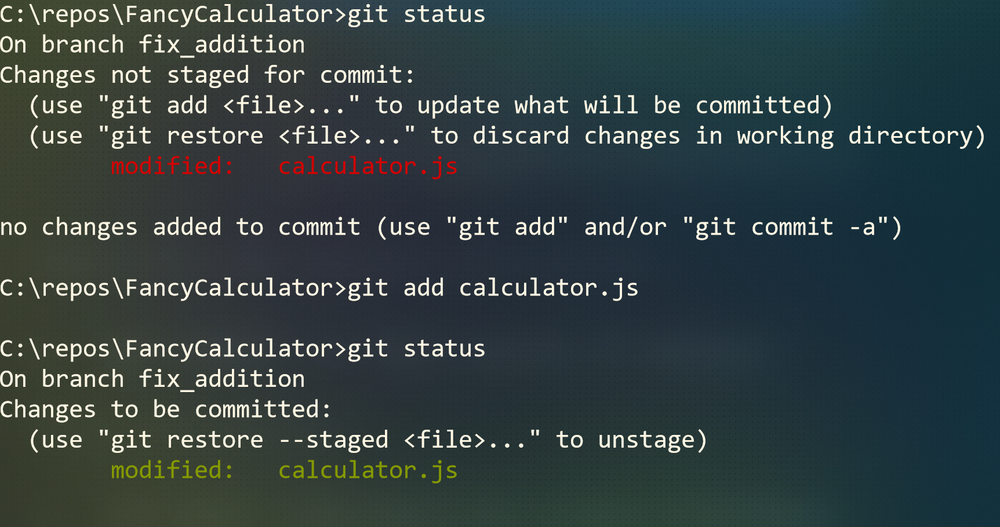 C:\repos\FancyCalculator>git status
On branch fix_addition
Changes not staged for commit:
  (use "git add <file>..." to update what will be committed)
  (use "git restore <file>..." to discard changes in working directory)
        modified:   calculator.js

no changes added to commit (use "git add" and/or "git commit -a")

C:\repos\FancyCalculator>git add calculator.js

C:\repos\FancyCalculator>git status
On branch fix_addition
Changes to be committed:
  (use "git restore --staged <file>..." to unstage)
        modified:   calculator.js